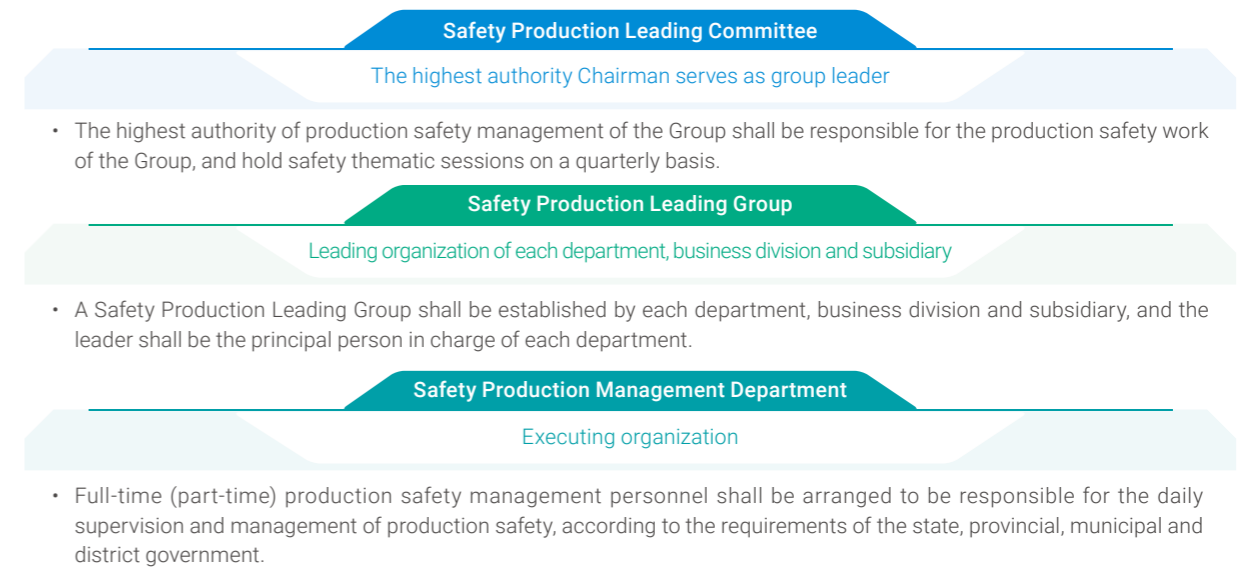 Safety Production Leading Committee
The highest authority Chairman serves as group leader
• The highest authority of production safety management of the Group shall be responsible for the production safety work
of the Group, and hold safety thematic sessions on a quarterly basis.
Safety Production Leading Group
Leading organization of each department, business division and subsidiary
• A Safety Production Leading Group shall be established by each department, business division and subsidiary, and the
leader shall be the principal person in charge of each department.
Safety Production Management Department
Executing organization
• Full-time (part-time) production safety management personnel shall be arranged to be responsible for the daily
supervision and management of production safety, according to the requirements of the state, provincial, municipal and
district government.